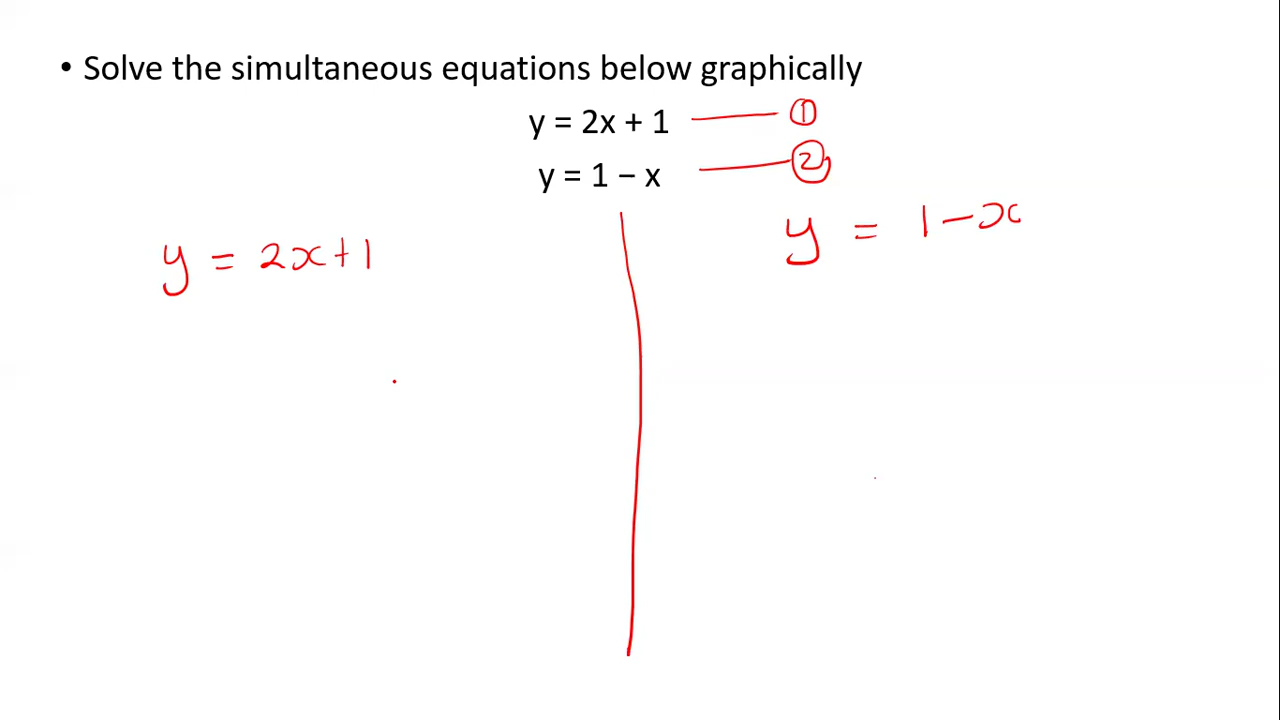 • Solve the simultaneous equations below graphically
y = 2x + 1 —— ①
y = 1 − x —— ②
y = 2x+1
y = 1-x